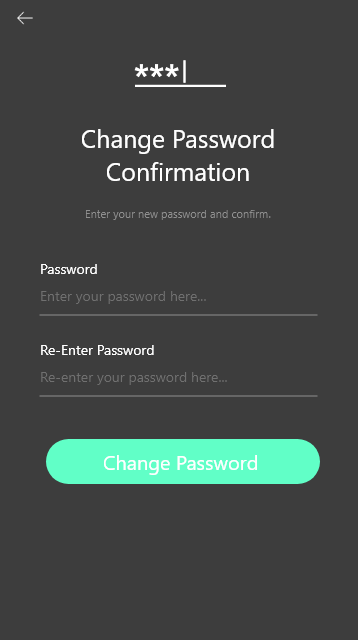 ***|
Change Password
Confirmation
Enter your new password and confirm.
Password
Enter your password here...
Re-Enter Password
Re-enter your password here...
Change Password